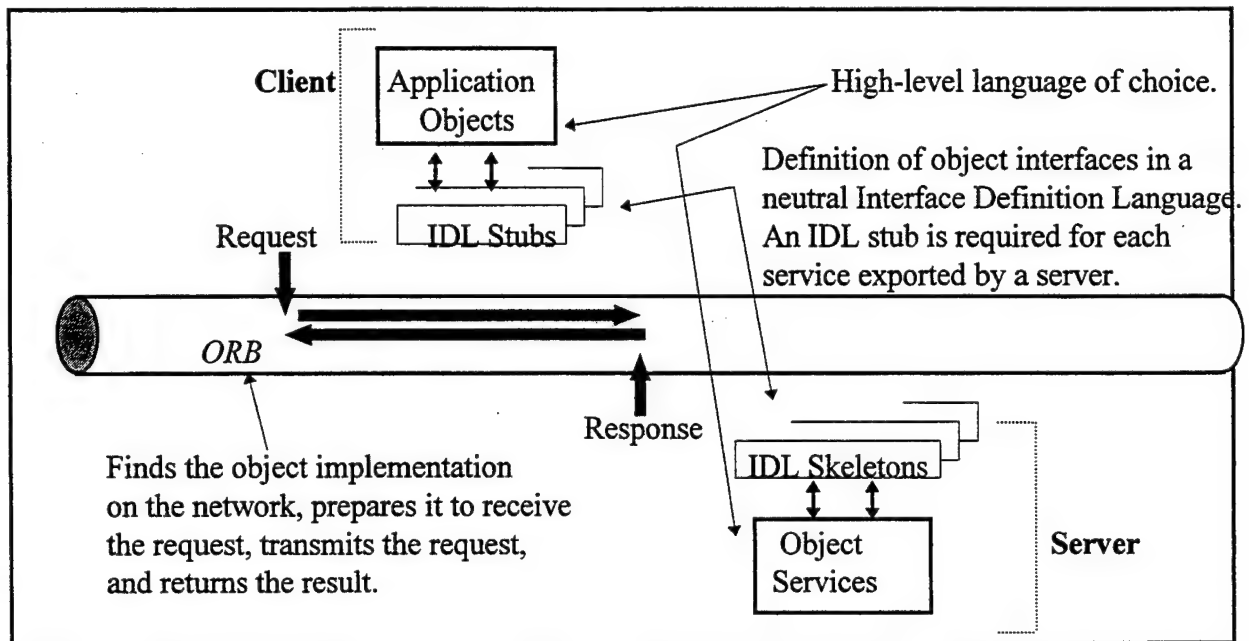 Client
Application
Objects
High-level language of choice.
Definition of object interfaces in a
neutral Interface Definition Language.
An IDL stub is required for each
service exported by a server.
IDL Stubs
Request
ORB
Response
Finds the object implementation
on the network, prepares it to receive
the request, transmits the request,
and returns the result.
IDL Skeletons
Object
Services
Server